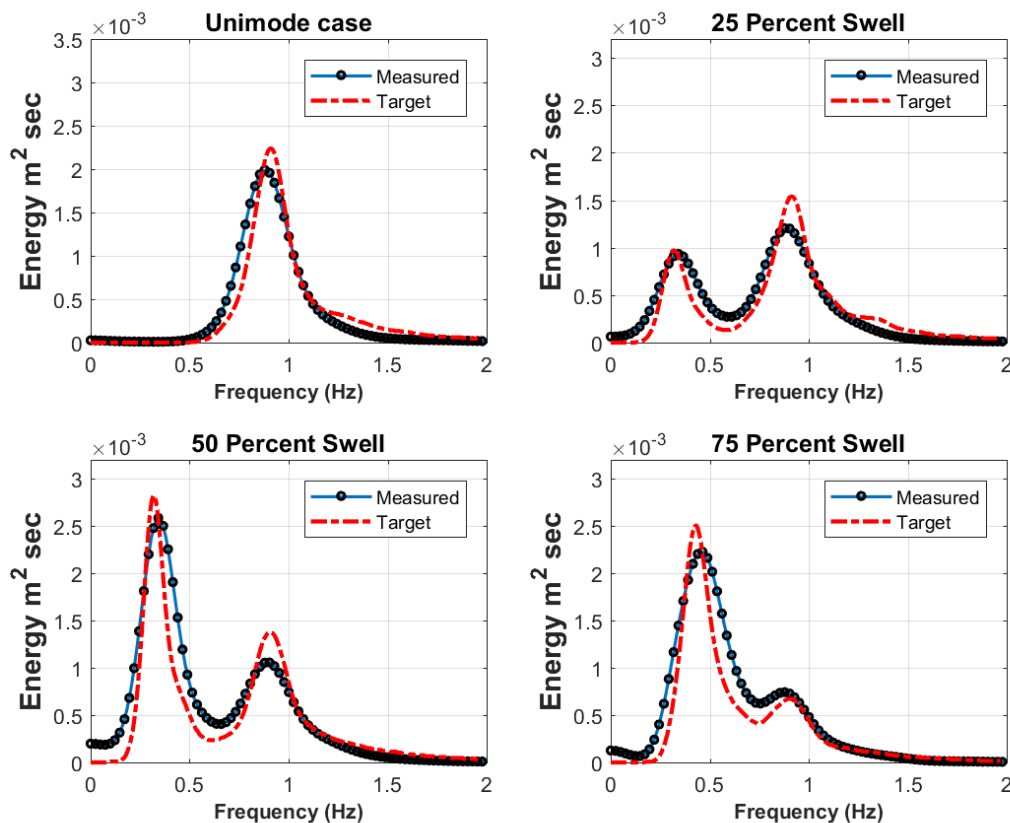 Unimode case
×10-3
3.5
3
2.5
2
1.5
1
0.5
0
Energy m2 sec
Measured
Target
0 0.5 1 1.5 2
Frequency (Hz)
25 Percent Swell
×10-3
3
2.5
2
1.5
1
0.5
0
Energy m2 sec
Measured
Target
0 0.5 1 1.5 2
Frequency (Hz)
50 Percent Swell
×10-3
3
2.5
2
1.5
1
0.5
0
Energy m2 sec
Measured
Target
0 0.5 1 1.5 2
Frequency (Hz)
75 Percent Swell
×10-3
3
2.5
2
1.5
1
0.5
0
Energy m2 sec
Measured
Target
0 0.5 1 1.5 2
Frequency (Hz)